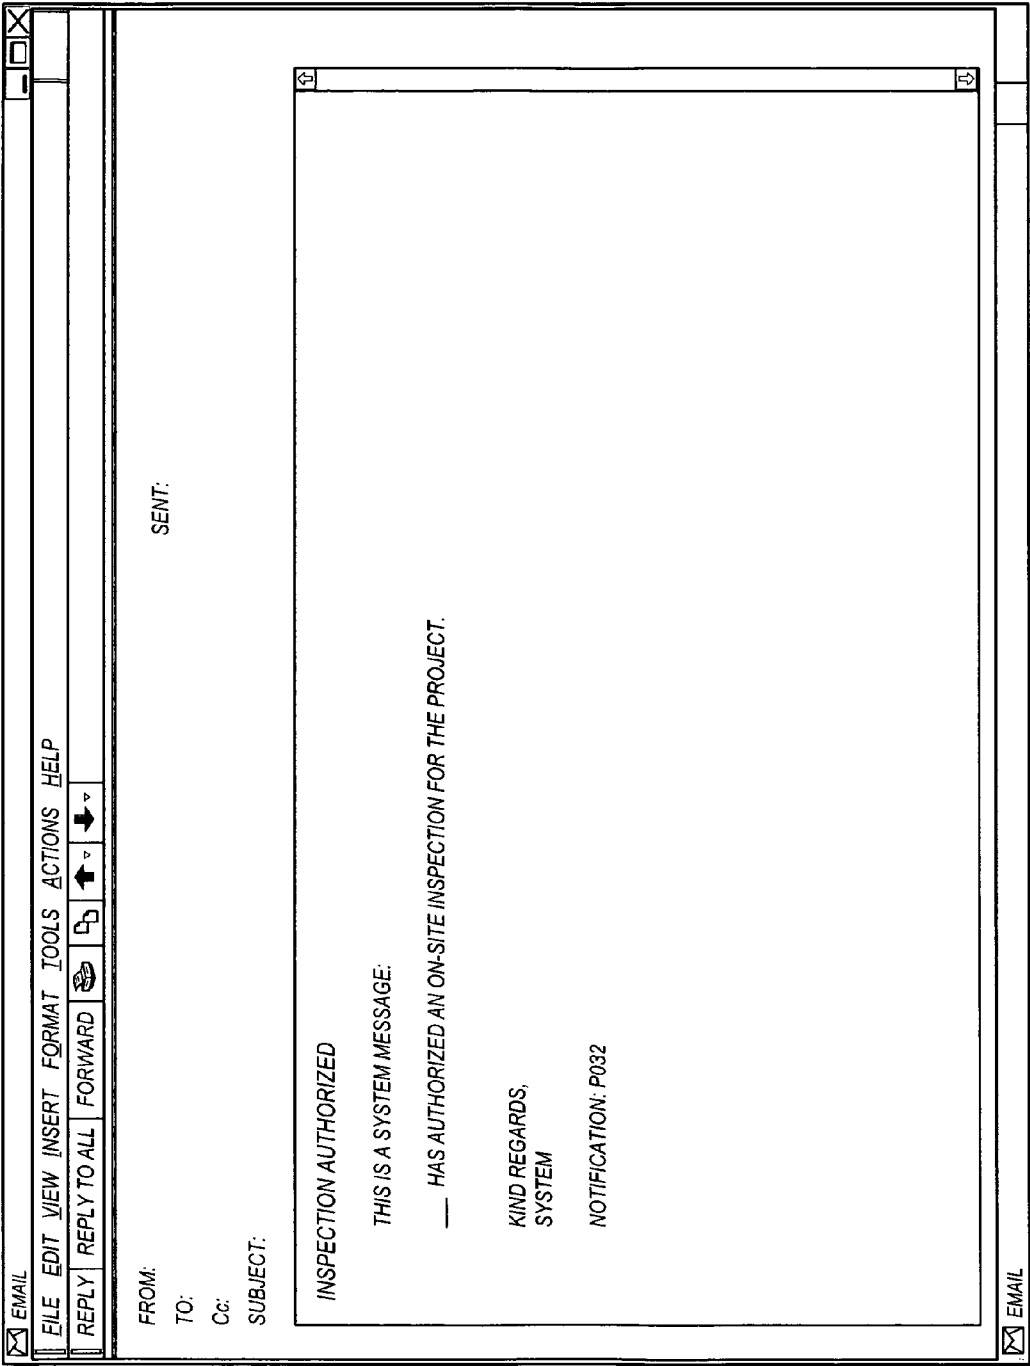 EMAIL
FILE EDIT VIEW INSERT FORMAT TOOLS ACTIONS HELP
REPLY REPLY TO ALL FORWARD
FROM: SENT:
TO:
Cc:
SUBJECT:
INSPECTION AUTHORIZED
THIS IS A SYSTEM MESSAGE:
___ HAS AUTHORIZED AN ON-SITE INSPECTION FOR THE PROJECT.
KIND REGARDS,
SYSTEM
NOTIFICATION: P032
EMAIL